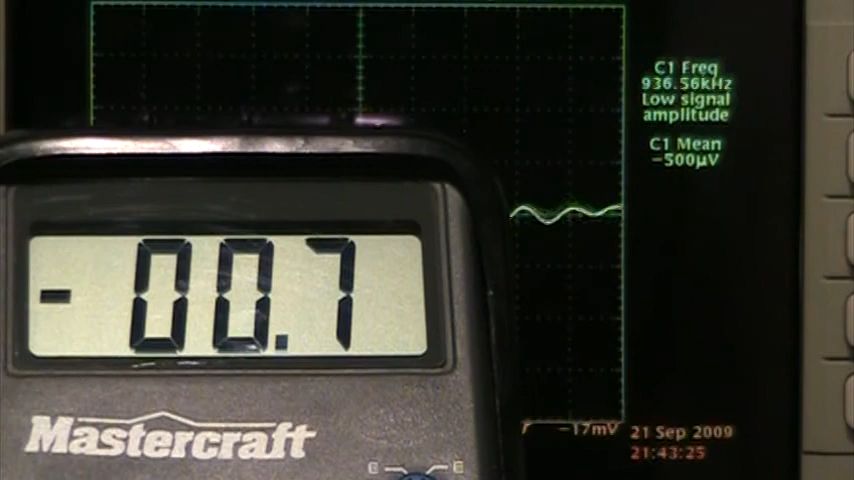 C1 Freq
936.56kHz
Low signal
amplitude
C1 Mean
-500µV
-00.7
Mastercraft
-17mV
21 Sep 2009
21:43:25